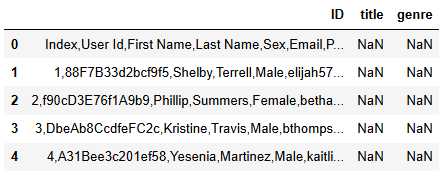 ID title genre
0 Index,User Id,First Name,Last Name,Sex,Email,P... NaN NaN
1 1,88F7B33d2bcf9f5,Shelby,Terrell,Male,elijah57... NaN NaN
2 2,f90cD3E76f1A9b9,Phillip,Summers,Female,betha... NaN NaN
3 3,DbeAb8CcdfeFC2c,Kristine,Travis,Male,bthomps... NaN NaN
4 4,A31Bee3c201ef58,Yesenia,Martinez,Male,kaitli... NaN NaN